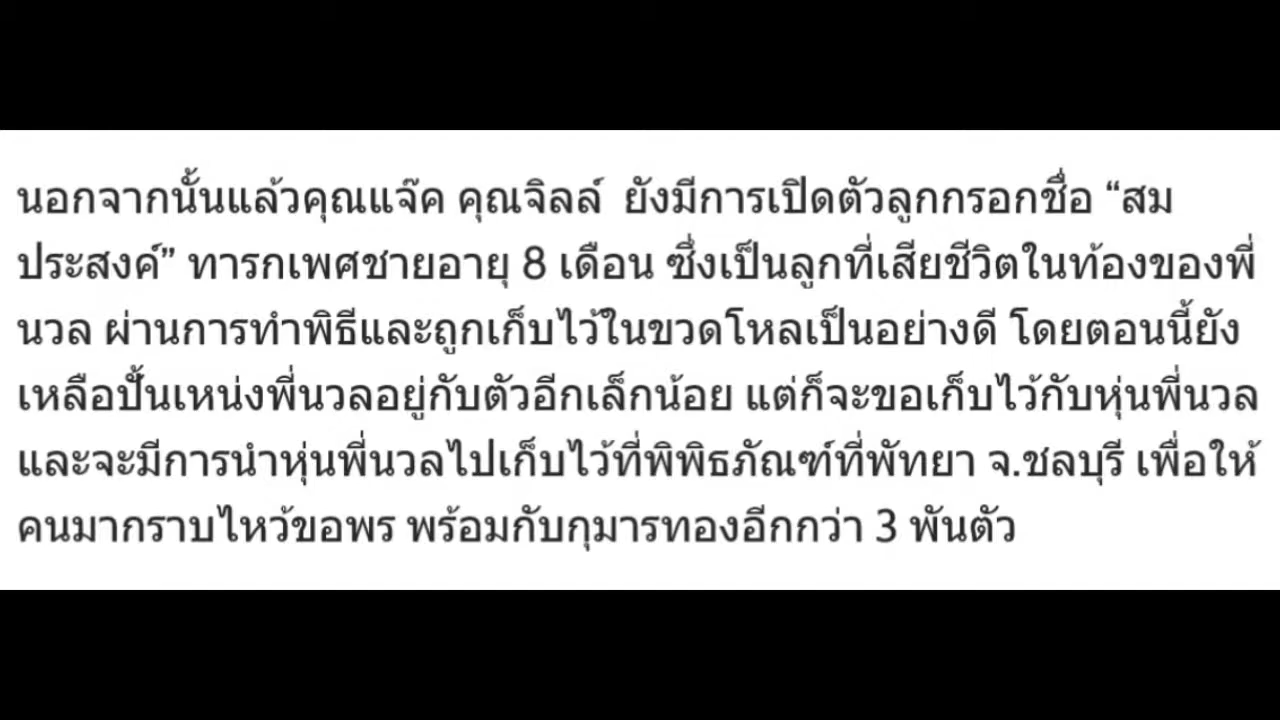 นอกจากนั้นแล้วคุณแจ๊ค คุณจิลล์ ยังมีการเปิดตัวลูกกรอกชื่อ “สม
ประสงค์” ทารกเพศชายอายุ 8 เดือน ซึ่งเป็นลูกที่เสียชีวิตในท้องของพี่
นวล ผ่านการทำพิธีและถูกเก็บไว้ในขวดโหลเป็นอย่างดี โดยตอนนี้ยัง
เหลือปั้นเหน่งพี่นวลอยู่กับตัวอีกเล็กน้อย แต่ก็จะขอเก็บไว้กับหุ่นพี่นวล
และจะมีการนำหุ่นพี่นวลไปเก็บไว้ที่พิพิธภัณฑ์ที่พัทยา จ.ชลบุรี เพื่อให้
คนมากราบไหว้ขอพร พร้อมกับกุมารทองอีกกว่า 3 พันตัว